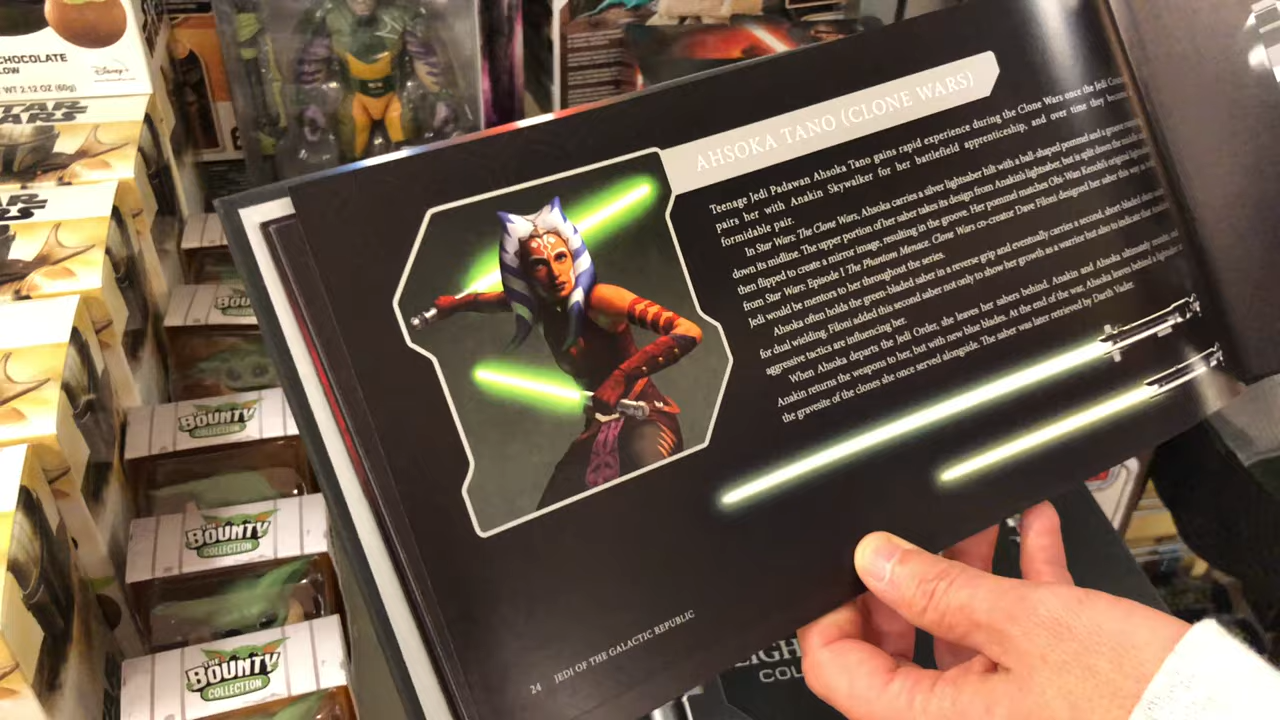 CHOCOLATE
Disney+
WT 2.12 OZ (60g)
STAR
WARS
THE
BOUNTY
COLLECTION
THE
BOUNTY
COLLECTION
THE
BOUNTY
COLLECTION
AHSOKA TANO (CLONE WARS)
Teenage Jedi Padawan Ahsoka Tano gains rapid experience during the Clone Wars once the Jedi
pairs her with Anakin Skywalker for her battlefield apprenticeship, and over time they become
formidable pair.
In Star Wars: The Clone Wars, Ahsoka carries a silver lightsaber hilt with a ball-shaped pommel and a groove
down its midline. The upper portion of her saber takes its design from Anakin's lightsaber, but is split down the middle and
then flipped to create a mirror image, resulting in the groove. Her pommel matches Obi-Wan Kenobi's original
from Star Wars: Episode I The Phantom Menace. Clone Wars co-creator Dave Filoni designed her saber this way
Jedi would be mentors to her throughout the series.
Ahsoka often holds the green-bladed saber in a reverse grip and eventually carries a second, short-bladed
for dual wielding. Filoni added this second saber not only to show her growth as a warrior but also to indicate that
aggressive tactics are influencing her.
When Ahsoka departs the Jedi Order, she leaves her sabers behind. Anakin and Ahsoka ultimately
Anakin returns the weapons to her, but with new blue blades. At the end of the war, Ahsoka leaves behind a
the gravesite of the clones she once served alongside. The saber was later retrieved by Darth Vader.
24 JEDI OF THE GALACTIC REPUBLIC